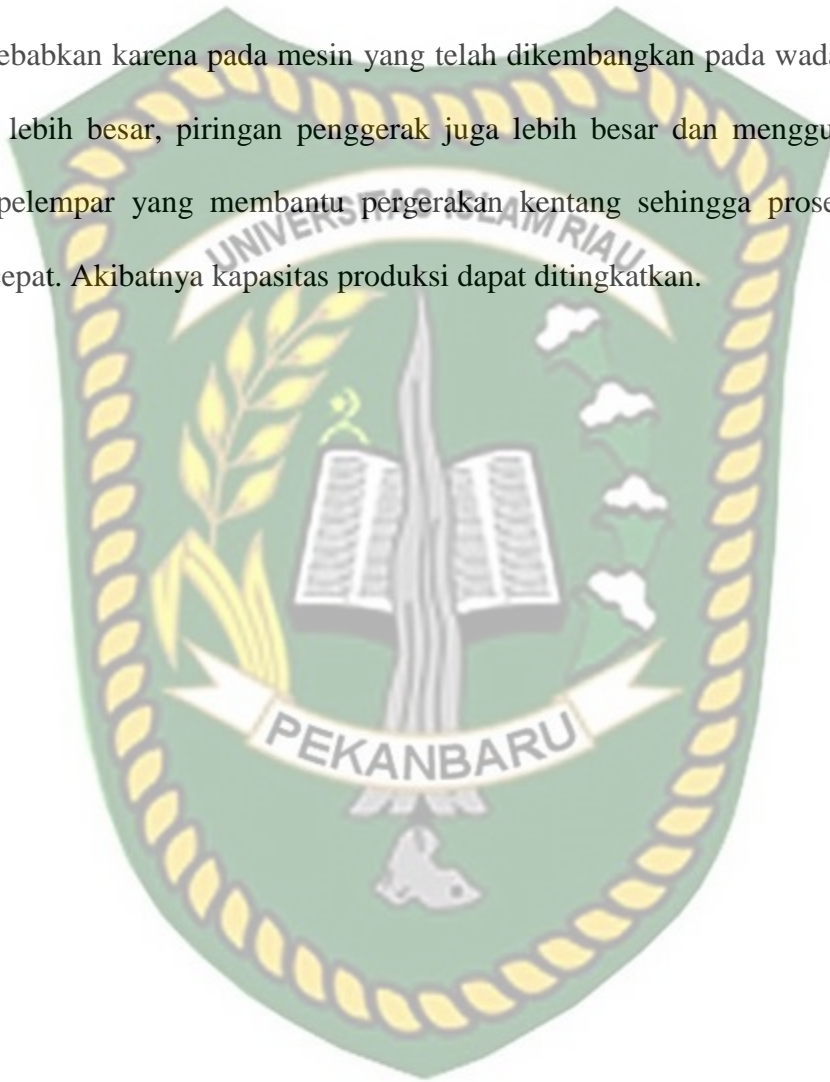 ebabkan karena pada mesin yang telah dikembangkan pada wada
lebih besar, piringan penggerak juga lebih besar dan menggu
pelempar yang membantu pergerakan kentang sehingga prose
epat. Akibatnya kapasitas produksi dapat ditingkatkan.
UNIVERSITAS ISLAM RIAU
PEKANBARU